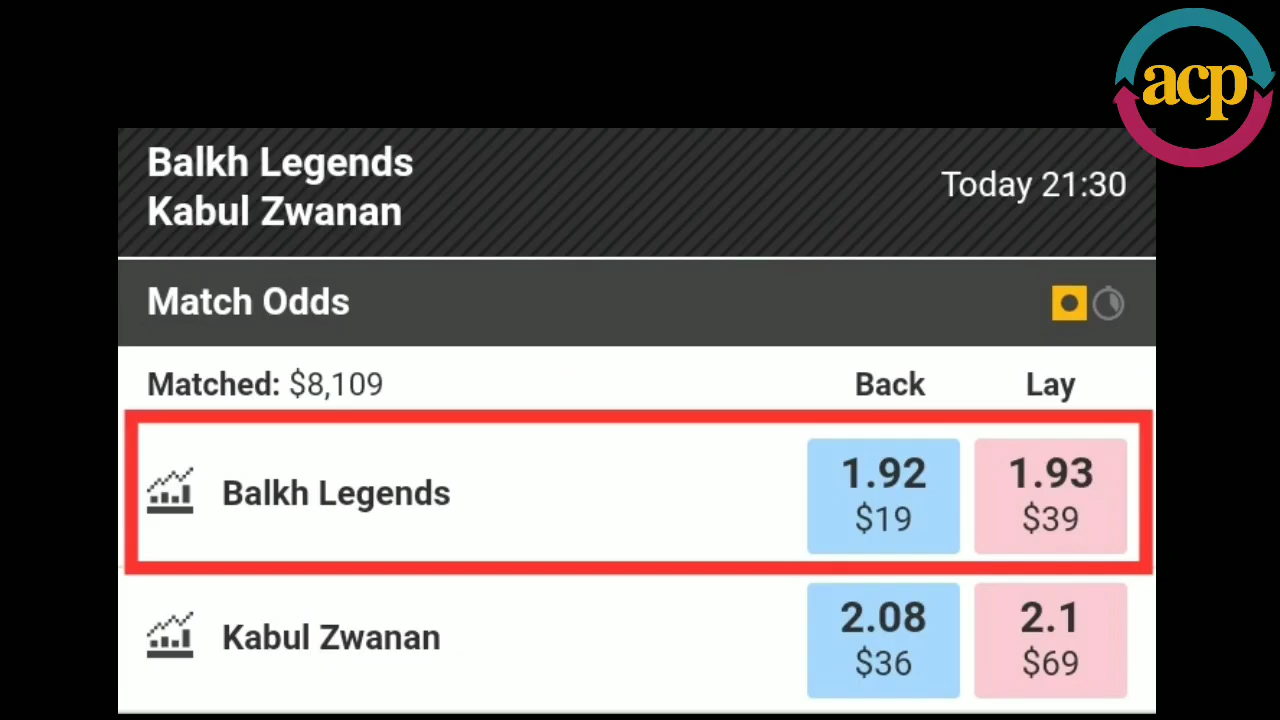 acp
Balkh Legends
Kabul Zwanan
Today 21:30
Match Odds
Matched: $8,109 Back Lay
Balkh Legends 1.92 1.93
$19 $39
Kabul Zwanan 2.08 2.1
$36 $69